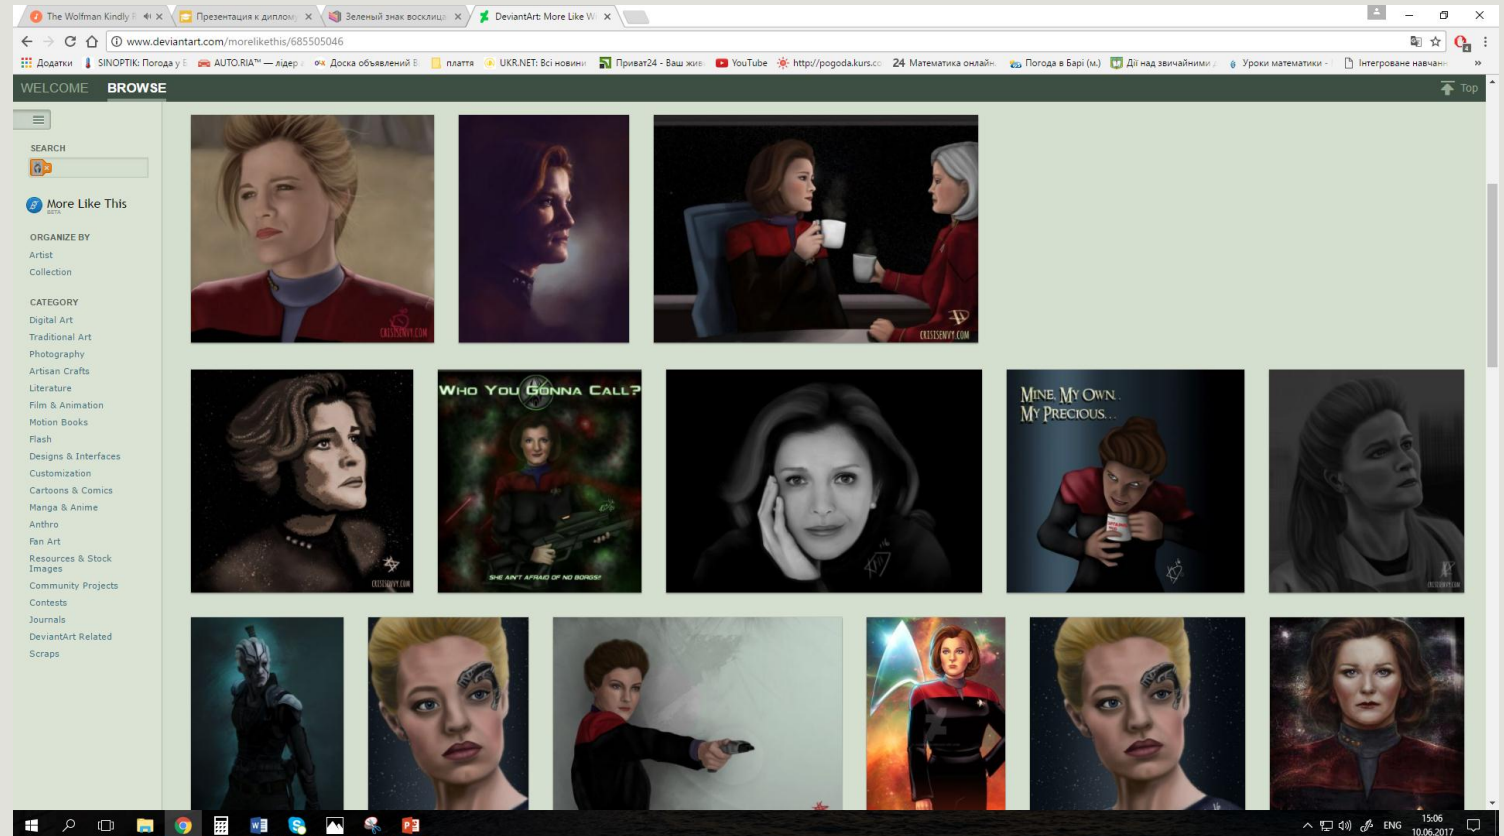 The Wolfman Kindly R
Презентация к диплому
Зеленый знак восклица
DeviantArt: More Like W
www.deviantart.com/morelikethis/685505046
Додатки
SINOPTIK: Погода у
AUTO.RIA™ — лідер
Доска объявлений
плаття
UKR.NET: Всі новини
Приват24 - Ваш жив
YouTube
http://pogoda.kurs.co
24 Математика онлайн
Погода в Барі (м.)
Дії над звичайними
Уроки математики -
Інтегроване навчанн
»
WELCOME
BROWSE
Top
SEARCH
More Like This
BETA
ORGANIZE BY
Artist
Collection
CATEGORY
Digital Art
Traditional Art
Photography
Artisan Crafts
Literature
Film & Animation
Motion Books
Flash
Designs & Interfaces
Customization
Cartoons & Comics
Manga & Anime
Anthro
Fan Art
Resources & Stock
Images
Community Projects
Contests
Journals
DeviantArt Related
Scraps
CRISISENVY.COM
CRISISENVY.COM
CRISISENVY.COM
WHO YOU GONNA CALL?
SHE AIN'T AFRAID OF NO BORGS!!
MINE, MY OWN..
MY PRECIOUS...
CRISISENVY.COM
ENG
15:06
10.06.2017